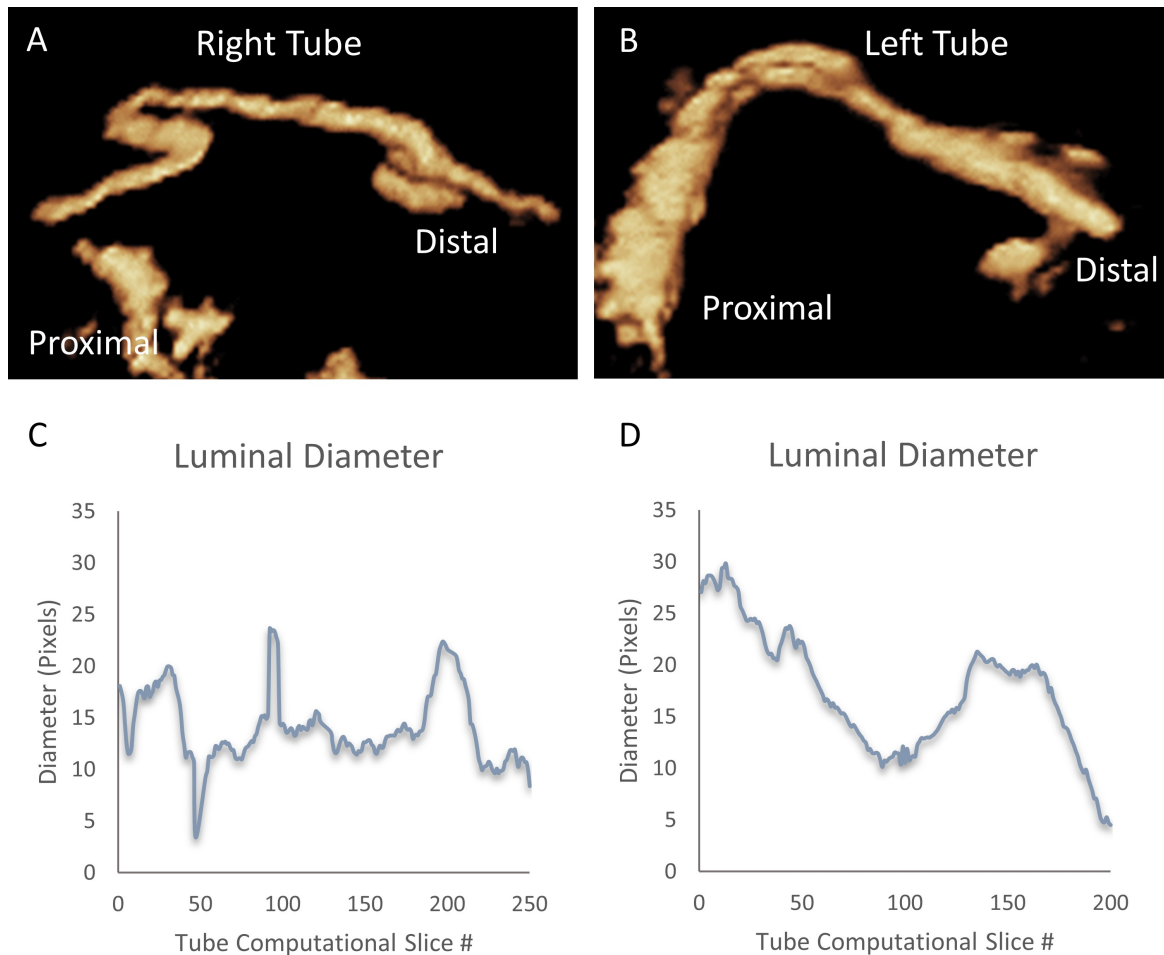 A
Right Tube
Distal
Proximal
B
Left Tube
Proximal
Distal
C
Luminal Diameter
Diameter (Pixels)
35
30
25
20
15
10
5
0
0 50 100 150 200 250
Tube Computational Slice #
D
Luminal Diameter
Diameter (Pixels)
35
30
25
20
15
10
5
0
0 50 100 150 200
Tube Computational Slice #